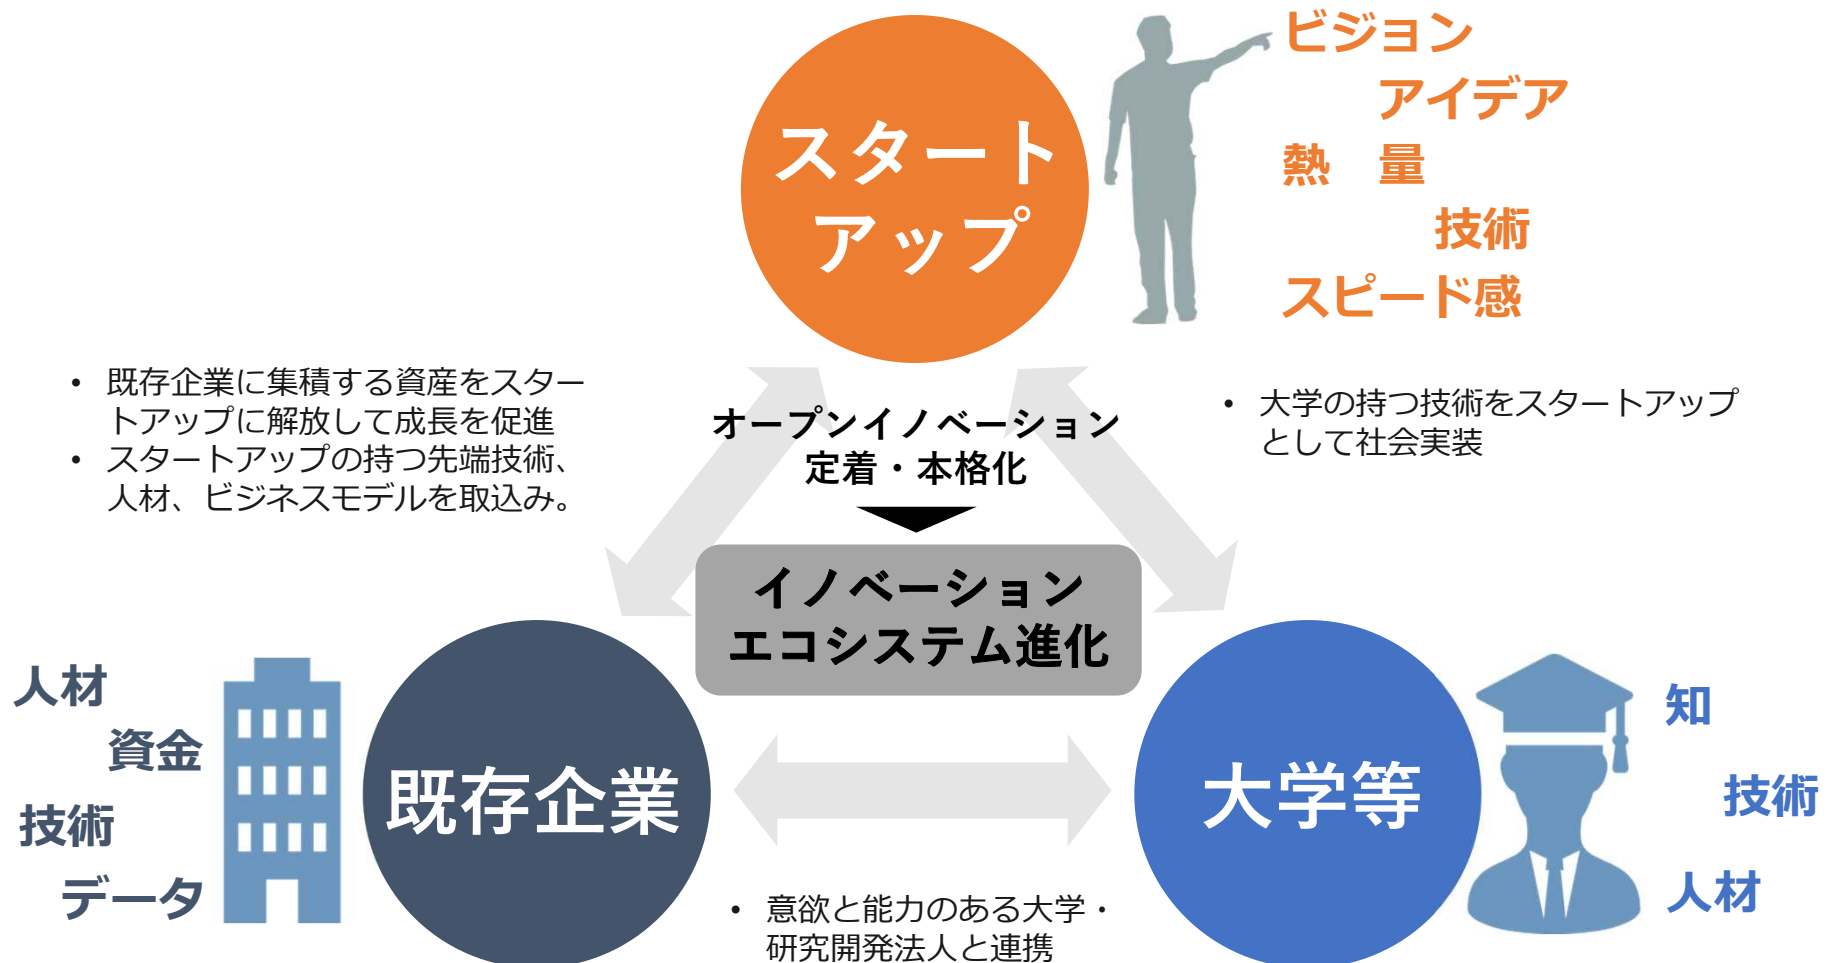 スタート
アップ
ビジョン
アイデア
熱　量
技術
スピード感
• 既存企業に集積する資産をスター
トアップに解放して成長を促進
• スタートアップの持つ先端技術、
人材、ビジネスモデルを取込み。
オープンイノベーション
定着・本格化
• 大学の持つ技術をスタートアップ
として社会実装
イノベーション
エコシステム進化
人材
資金
技術
データ
既存企業
大学等
知
技術
人材
• 意欲と能力のある大学・
研究開発法人と連携